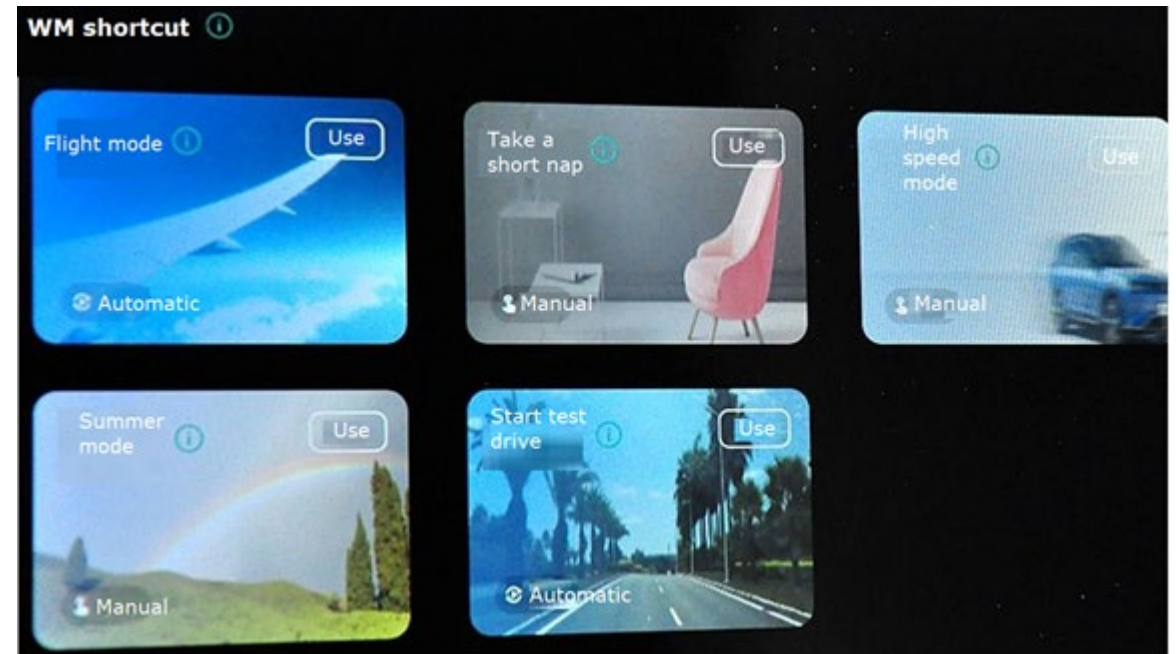 WM shortcut
Flight mode
Use
Automatic
Take a
short nap
Use
Manual
High
speed
mode
Use
Manual
Summer
mode
Use
Manual
Start test
drive
Use
Automatic